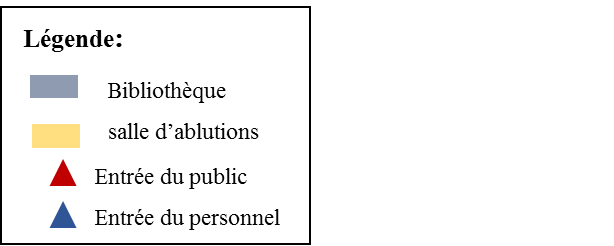 Légende:
Bibliothèque
salle d’ablutions
Entrée du public
Entrée du personnel